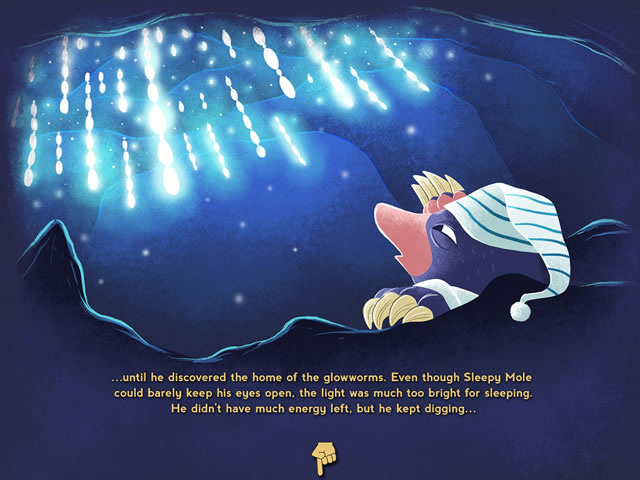 ...until he discovered the home of the glowworms. Even though Sleepy Mole
could barely keep his eyes open, the light was much too bright for sleeping.
He didn't have much energy left, but he kept digging...